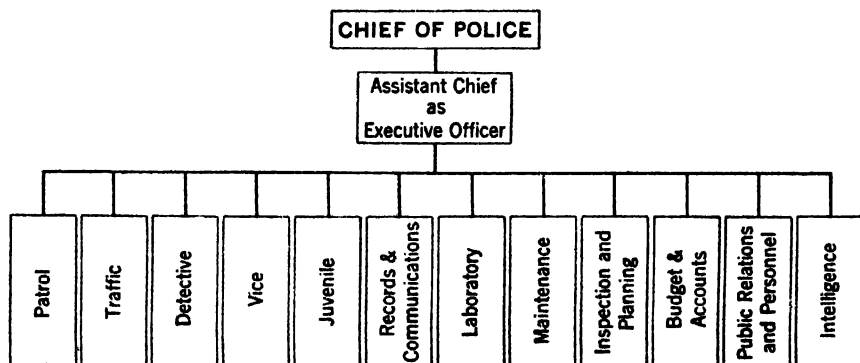 CHIEF OF POLICE
Assistant Chief
as
Executive Officer
Patrol
Traffic
Detective
Vice
Juvenile
Records &
Communications
Laboratory
Maintenance
Inspection and
Planning
Budget &
Accounts
Public Relations
and Personnel
Intelligence